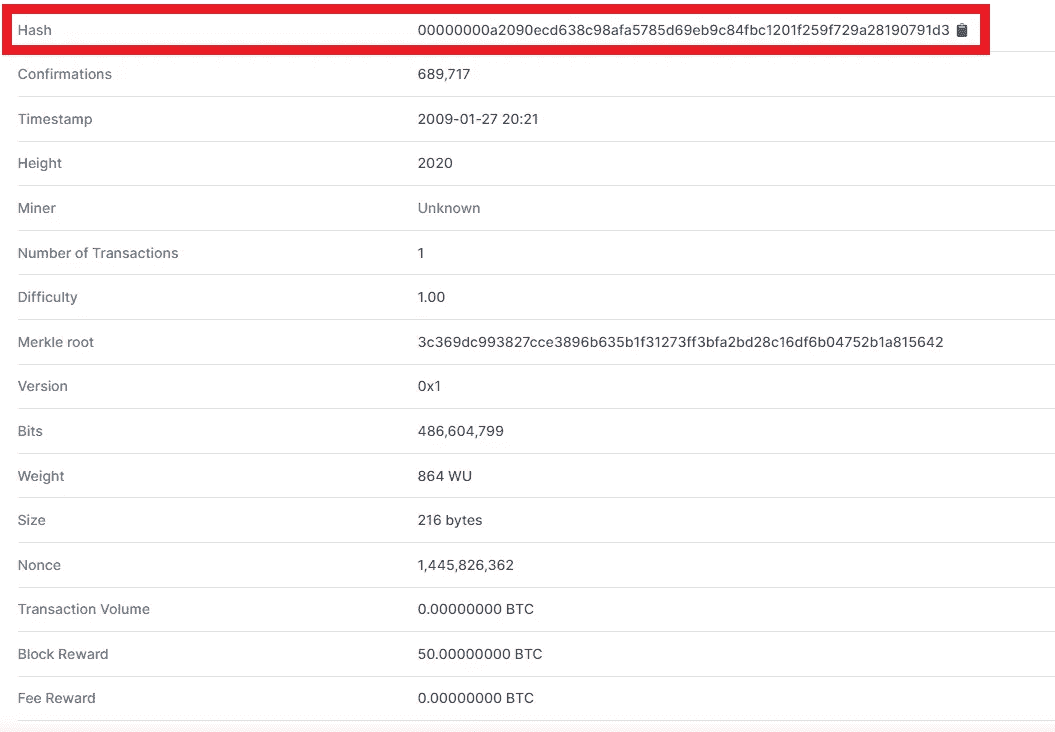 Hash 00000000a2090ecd638c98afa5785d69eb9c84fbc1201f259f729a28190791d3
Confirmations 689,717
Timestamp 2009-01-27 20:21
Height 2020
Miner Unknown
Number of Transactions 1
Difficulty 1.00
Merkle root 3c369dc993827cce3896b635b1f31273ff3bfa2bd28c16df6b04752b1a815642
Version 0x1
Bits 486,604,799
Weight 864 WU
Size 216 bytes
Nonce 1,445,826,362
Transaction Volume 0.00000000 BTC
Block Reward 50.00000000 BTC
Fee Reward 0.00000000 BTC